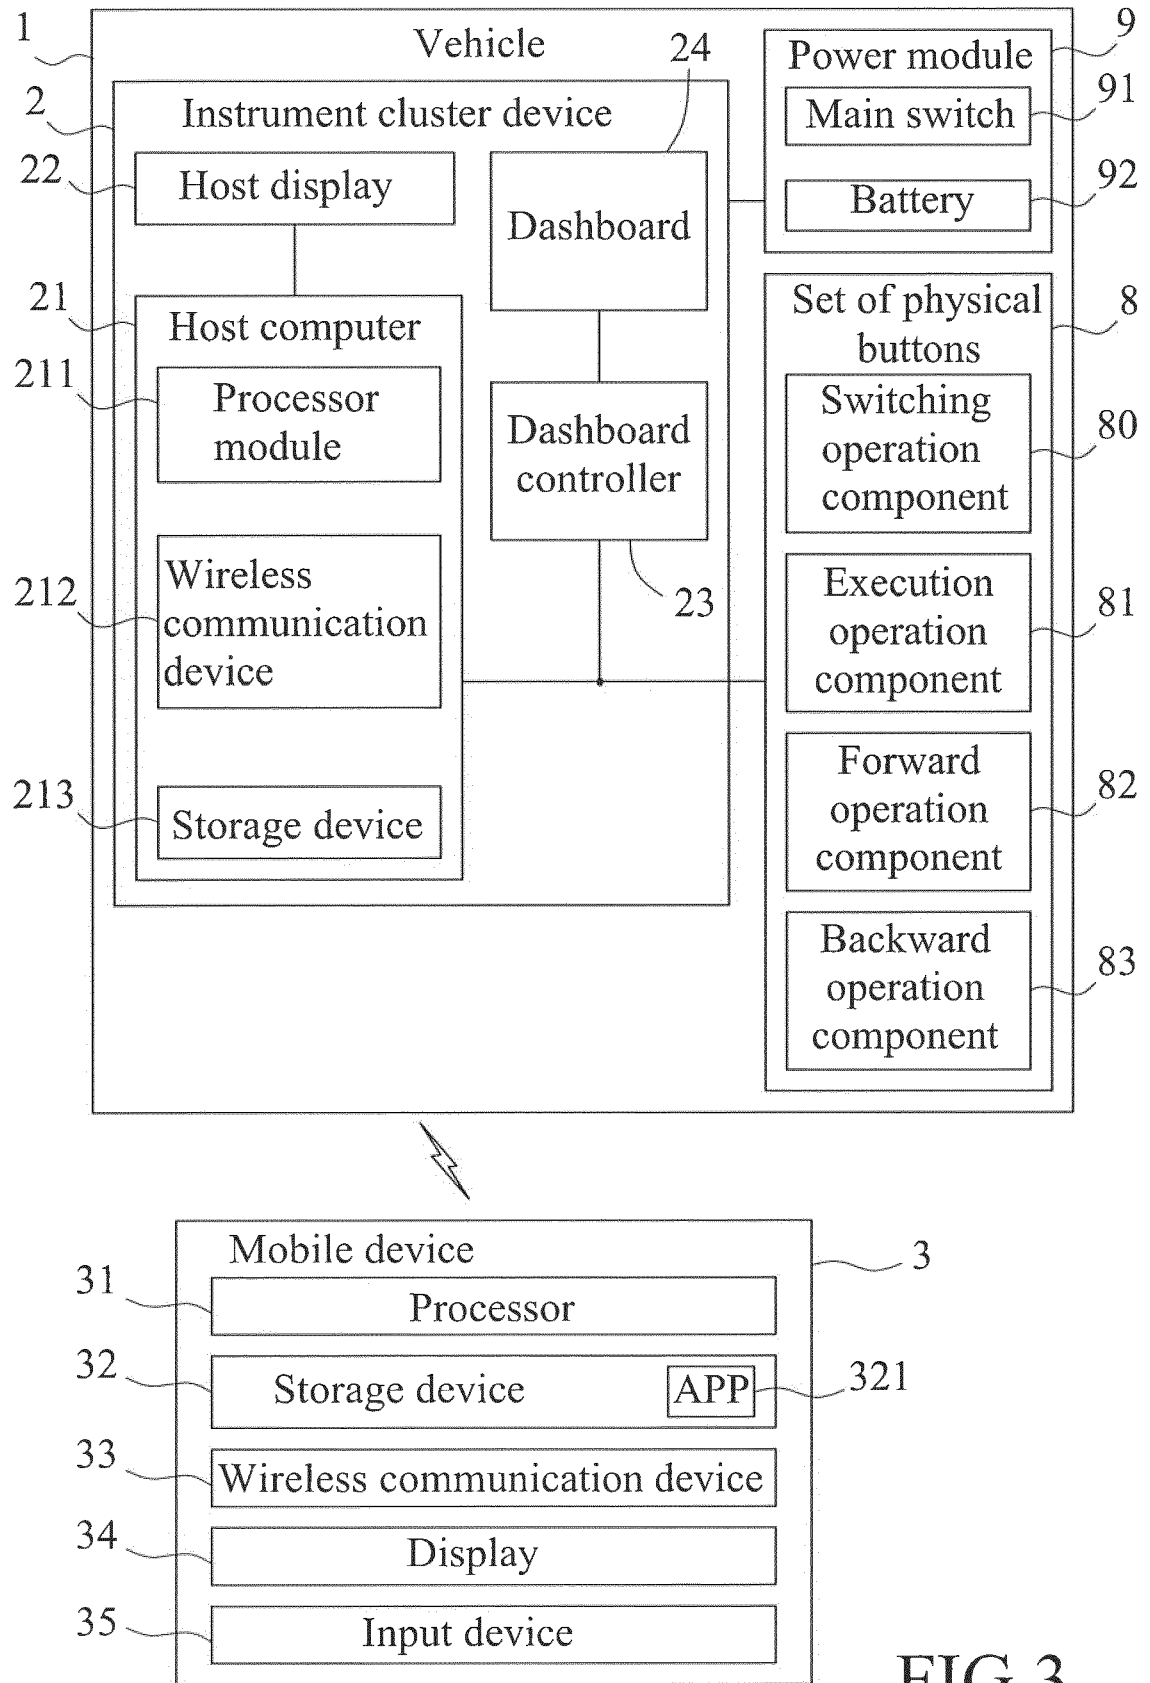 1
Vehicle
24
9
Power module
2
Instrument cluster device
Main switch
91
22
Host display
Dashboard
Battery
92
21
Host computer
Set of physical
buttons
8
211
Processor
module
Dashboard
controller
Switching
operation
component
80
212
Wireless
communication
device
23
Execution
operation
component
81
213
Storage device
Forward
operation
component
82
Backward
operation
component
83
Mobile device
3
31
Processor
32
Storage device
APP
321
33
Wireless communication device
34
Display
35
Input device
FIG.3